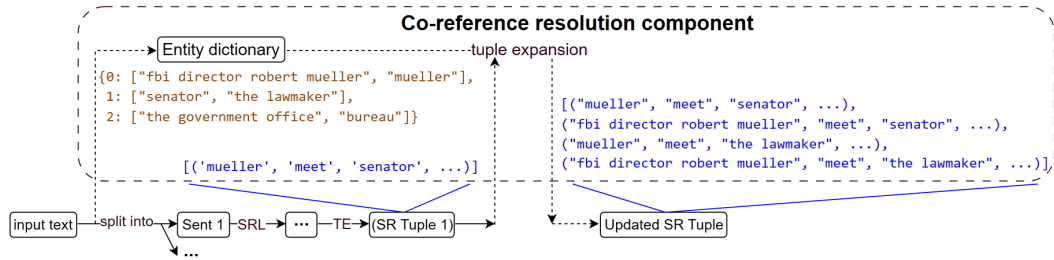 Co-reference resolution component
Entity dictionary
tuple expansion
{0: ["fbi director robert mueller", "mueller"],
1: ["senator", "the lawmaker"],
2: ["the government office", "bureau"]}
[("mueller", "meet", "senator", ...),
("fbi director robert mueller", "meet", "senator", ...),
("mueller", "meet", "the lawmaker", ...),
("fbi director robert mueller", "meet", "the lawmaker", ...)]
[('mueller', 'meet', 'senator', ...)]
input text
split into
Sent 1
SRL
...
TE
(SR Tuple 1)
Updated SR Tuple
...